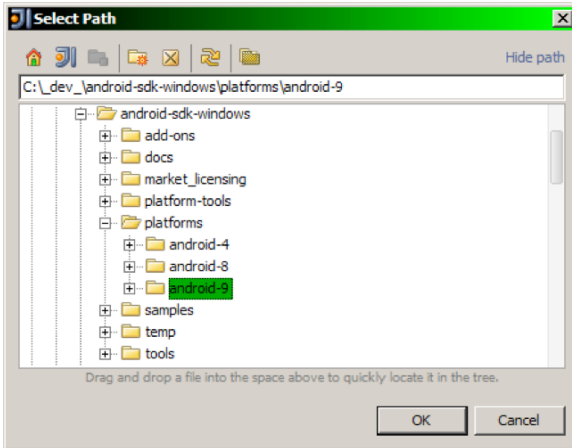 Select Path
Hide path
C:\_dev_\android-sdk-windows\platforms\android-9
android-sdk-windows
add-ons
docs
market_licensing
platform-tools
platforms
android-4
android-8
android-9
samples
temp
tools
Drag and drop a file into the space above to quickly locate it in the tree.
OK Cancel